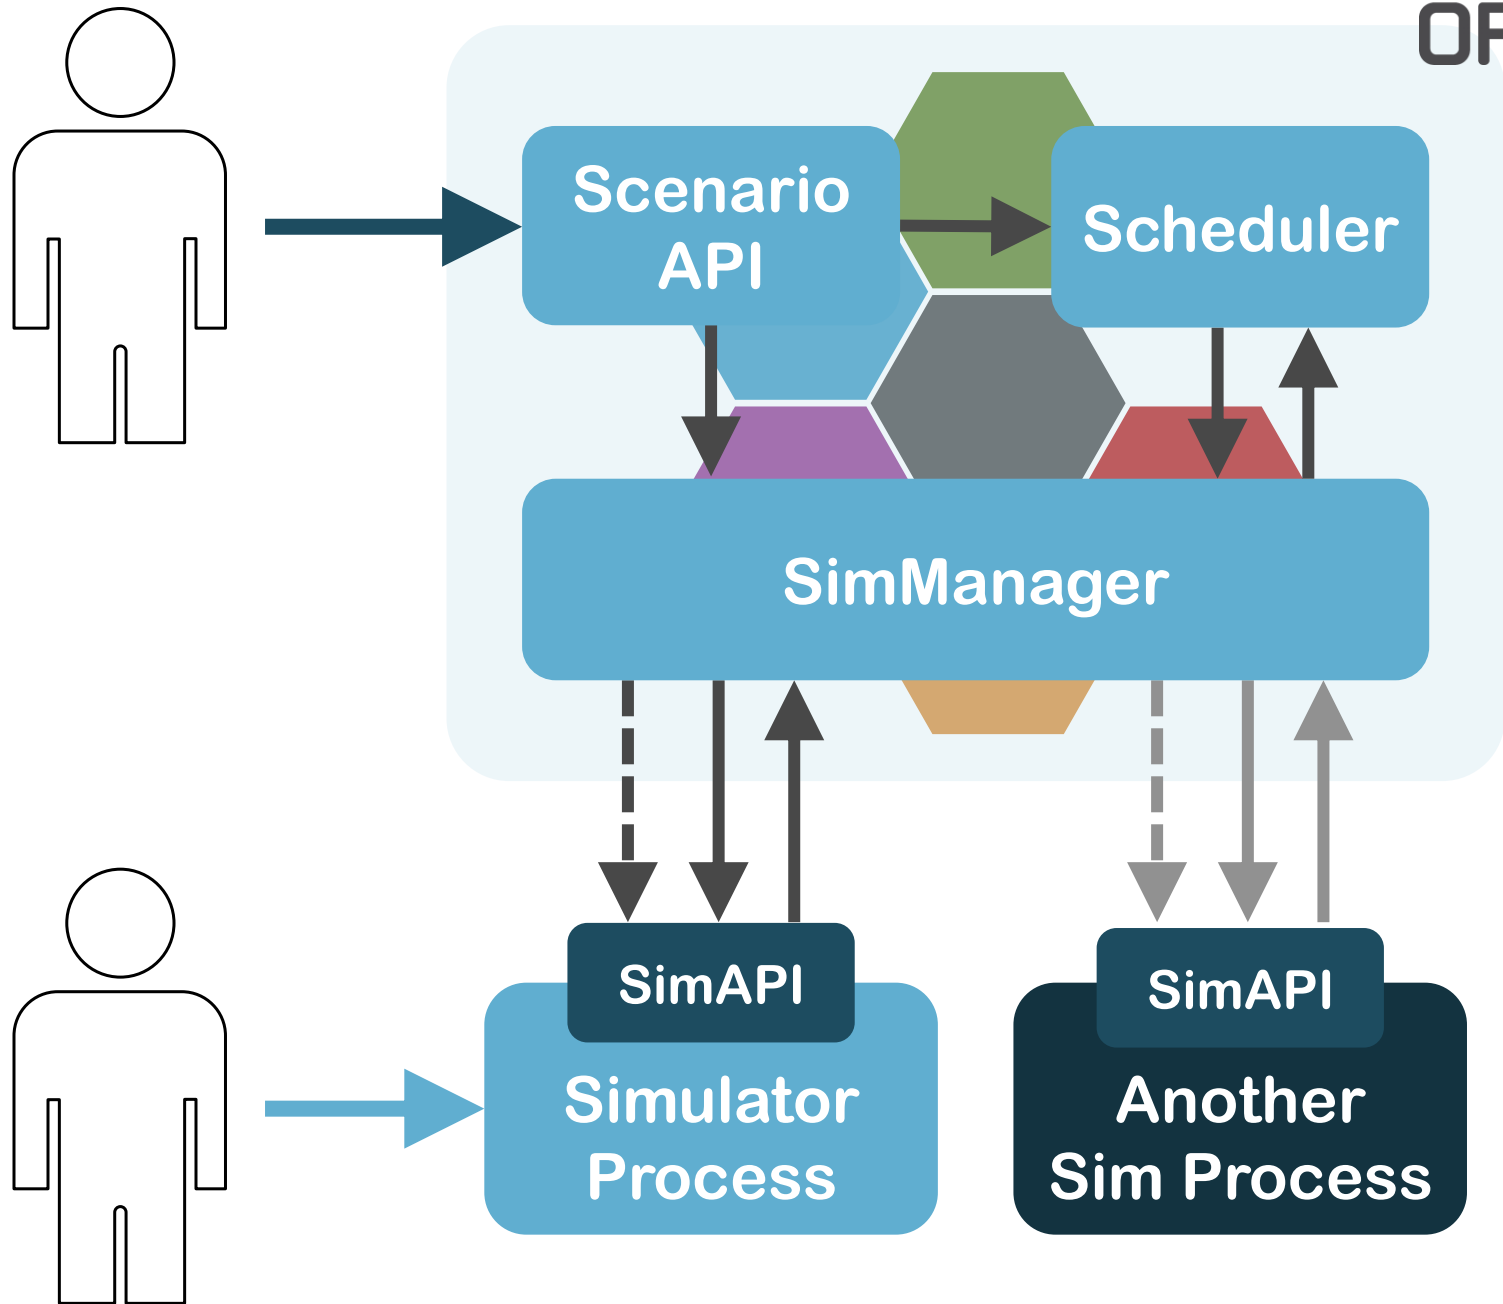 Scenario
API
Scheduler
SimManager
SimAPI
SimAPI
Simulator
Process
Another
Sim Process